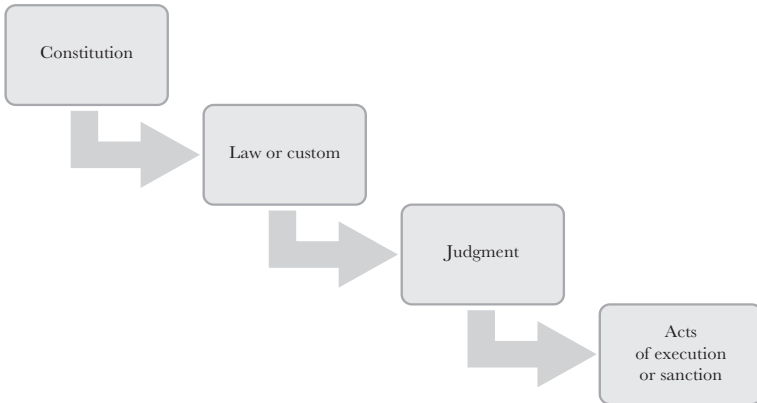 Constitution
Law or custom
Judgment
Acts
of execution
or sanction